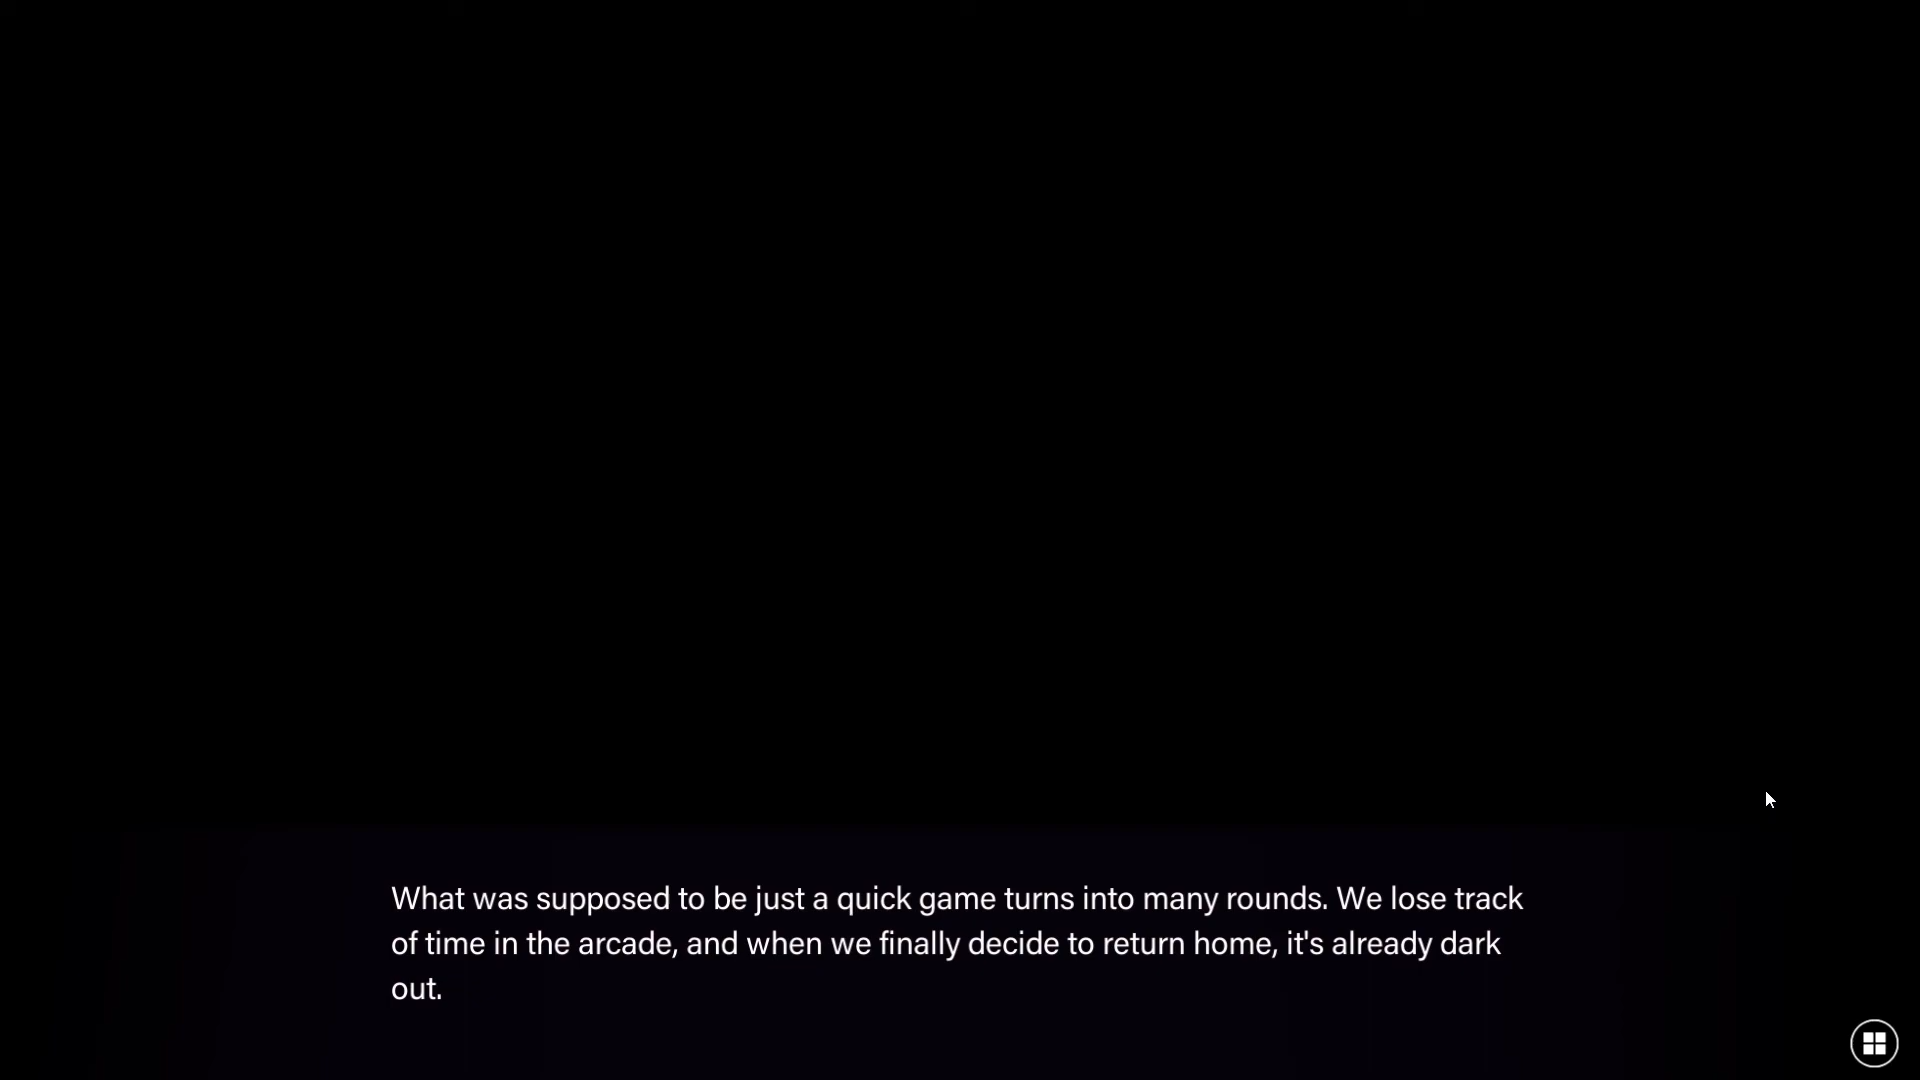 What was supposed to be just a quick game turns into many rounds. We lose track
of time in the arcade, and when we finally decide to return home, it's already dark
out.